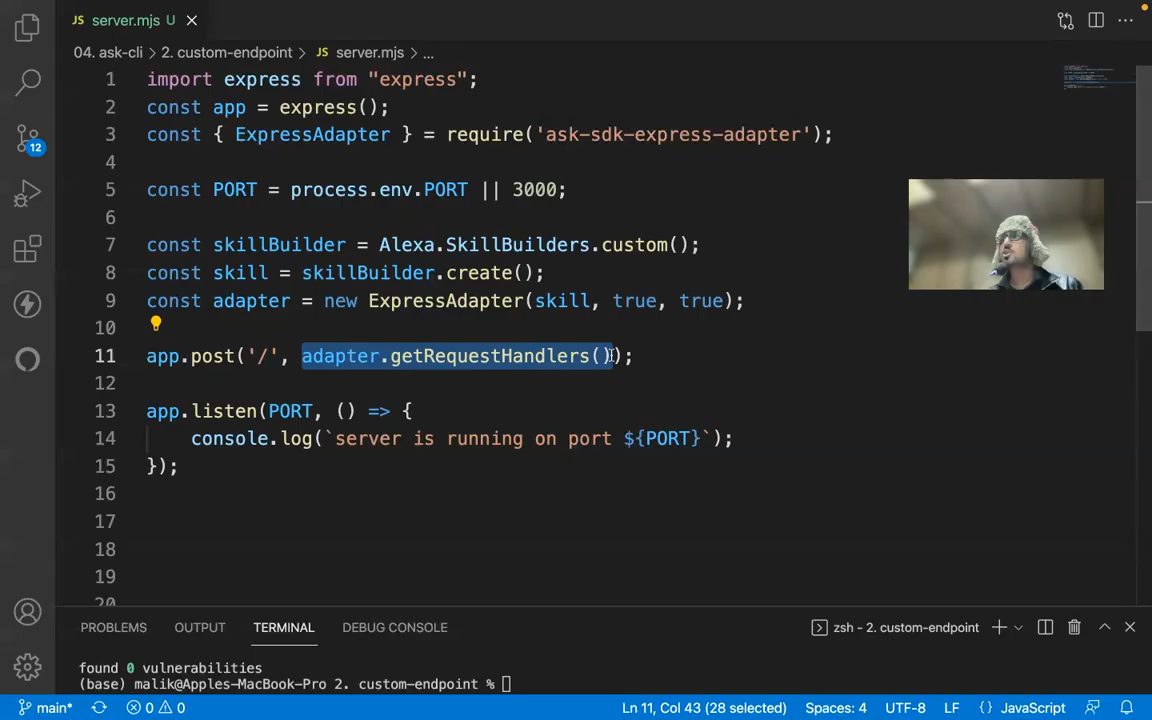 JS server.mjs U
04. ask-cli > 2. custom-endpoint > JS server.mjs > ...
1 import express from "express";
2 const app = express();
3 const { ExpressAdapter } = require('ask-sdk-express-adapter');
4
5 const PORT = process.env.PORT || 3000;
6
7 const skillBuilder = Alexa.SkillBuilders.custom();
8 const skill = skillBuilder.create();
9 const adapter = new ExpressAdapter(skill, true, true);
10
11 app.post('/', adapter.getRequestHandlers());
12
13 app.listen(PORT, () => {
14 console.log(`server is running on port ${PORT}`);
15 });
16
17
18
19
20
12
PROBLEMS OUTPUT TERMINAL DEBUG CONSOLE zsh - 2. custom-endpoint
found 0 vulnerabilities
(base) malik@Apples-MacBook-Pro 2. custom-endpoint %
main* 0 0 Ln 11, Col 43 (28 selected) Spaces: 4 UTF-8 LF {} JavaScript